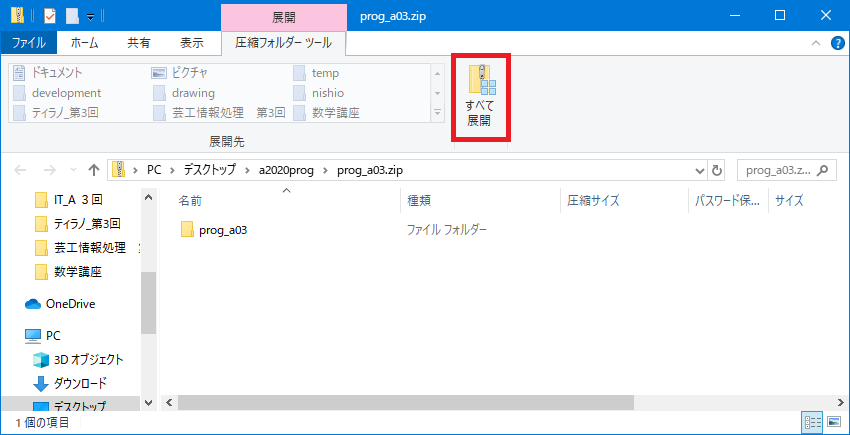 展開
prog_a03.zip
ファイル
ホーム
共有
表示
圧縮フォルダー ツール
ドキュメント
ピクチャ
temp
development
drawing
nishio
ティラノ_第3回
芸工情報処理 第3回
数学講座
展開先
すべて
展開
PC
デスクトップ
a2020prog
prog_a03.zip
prog_a03.z...
IT_A 3回
ティラノ_第3回
芸工情報処理
数学講座
OneDrive
PC
3D オブジェクト
ダウンロード
デスクトップ
名前
種類
圧縮サイズ
パスワード保...
サイズ
prog_a03
ファイル フォルダー
1 個の項目